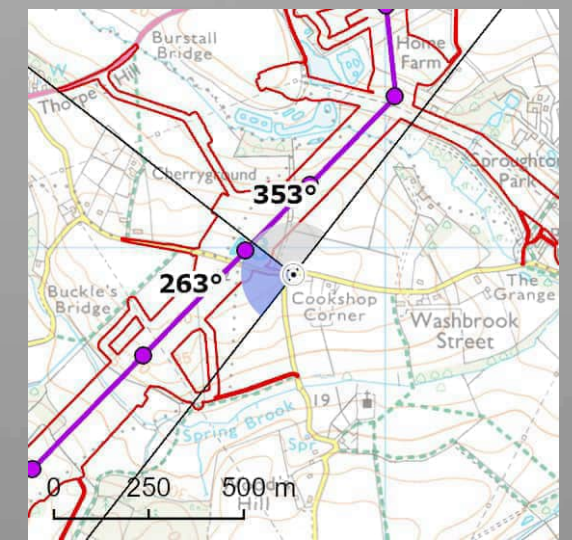 Burstall
Bridge
Home
Farm
W
Thorpe Hill
Cherryground
Sproughton
Park
353°
263°
Buckle's
Bridge
Cookshop
Corner
The
Grange
Washbrook
Street
19
Spring Brook
Spr
0 250 500 m
Hill